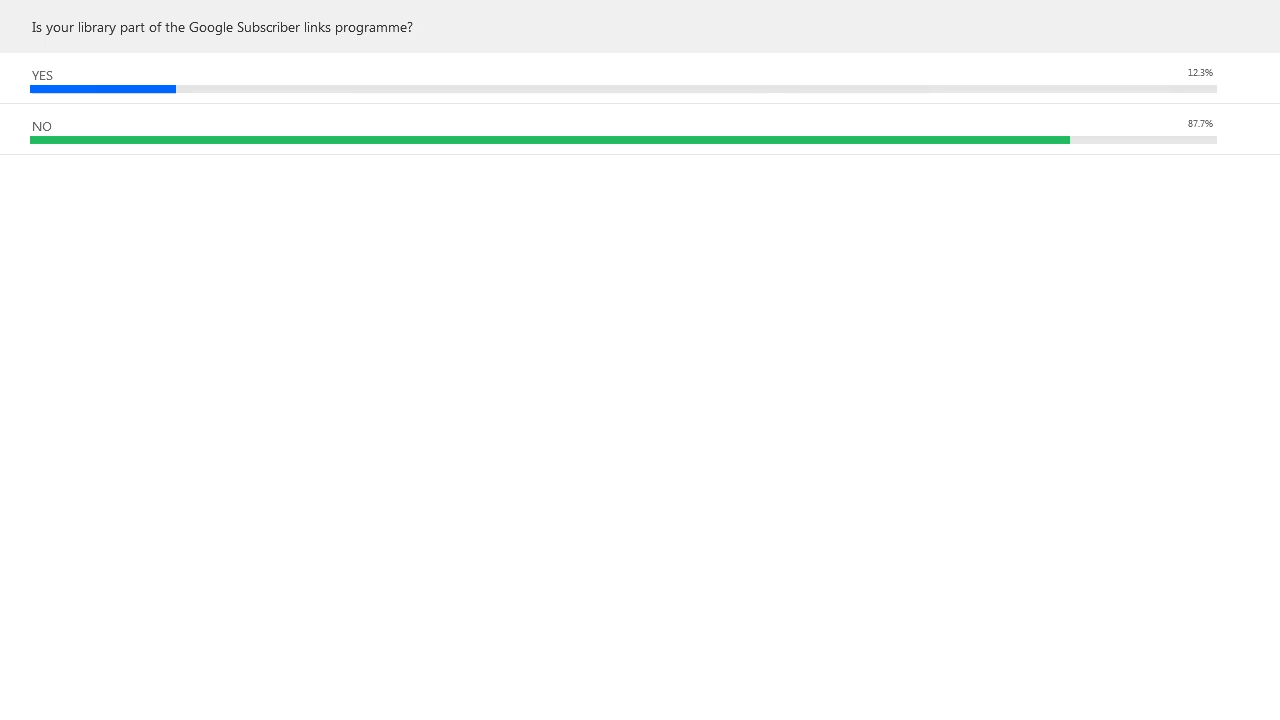 Is your library part of the Google Subscriber links programme?
YES
12.3%
NO
87.7%